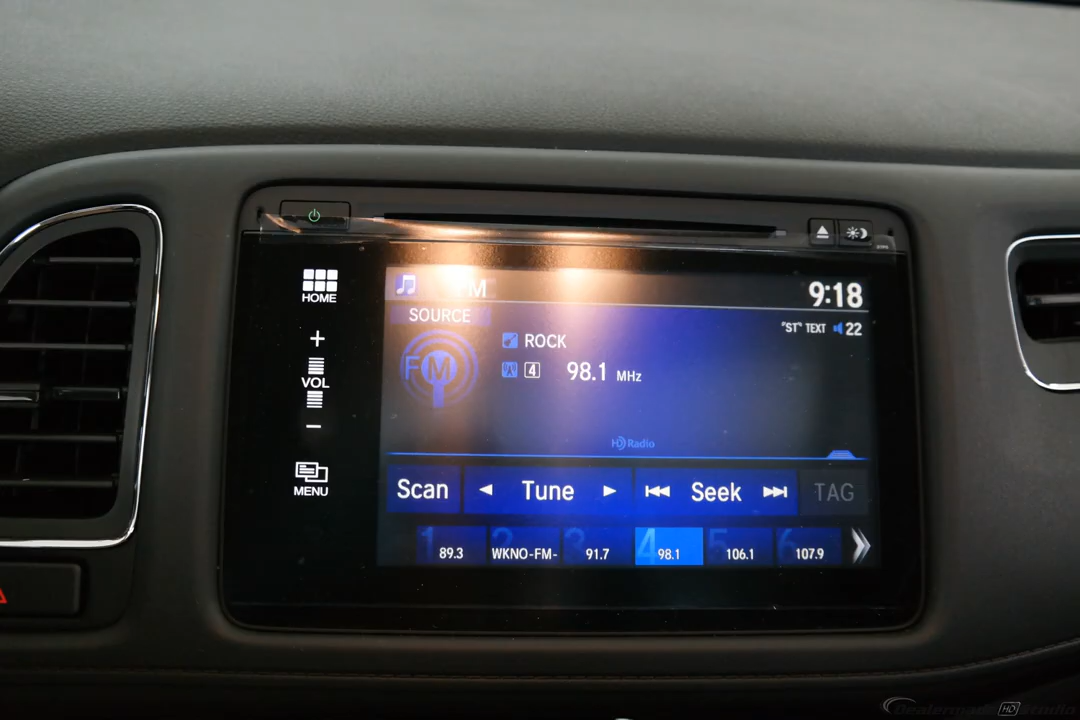 FM
9:18
HOME
SOURCE
"ST" TEXT 22
+
ROCK
FM
4 98.1 MHz
VOL
−
HD Radio
MENU
Scan Tune Seek TAG
1 2 3 4 5 6
89.3 WKNO-FM- 91.7 98.1 106.1 107.9
HD